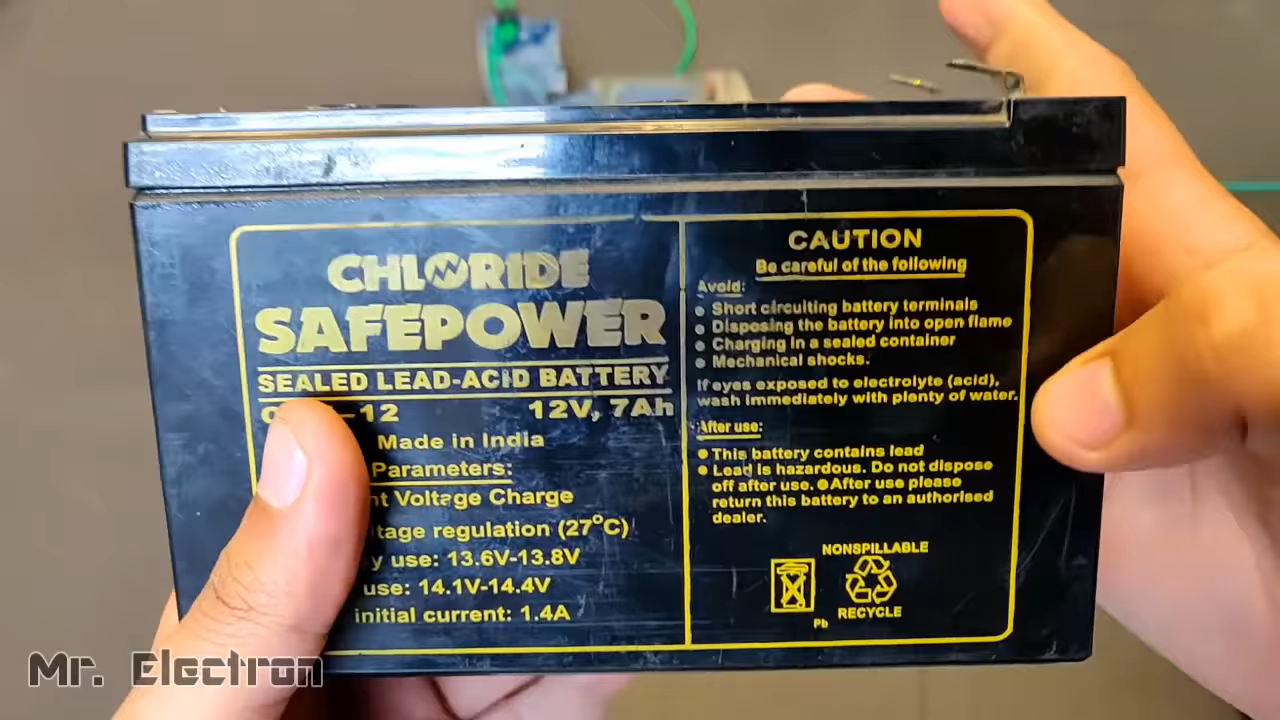 CHLORIDE
SAFEPOWER
SEALED LEAD-ACID BATTERY
12 12V, 7Ah
Made in India
Parameters:
Voltage Charge
regulation (27°C)
use: 13.6V-13.8V
use: 14.1V-14.4V
initial current: 1.4A
CAUTION
Be careful of the following
Avoid:
• Short circuiting battery terminals
• Disposing the battery into open flame
• Charging in a sealed container
• Mechanical shocks.
If eyes exposed to electrolyte (acid),
wash immediately with plenty of water.
After use:
• This battery contains lead
• Lead is hazardous. Do not dispose
off after use. •After use please
return this battery to an authorised
dealer.
NONSPILLABLE
Pb
RECYCLE
Mr. Electron